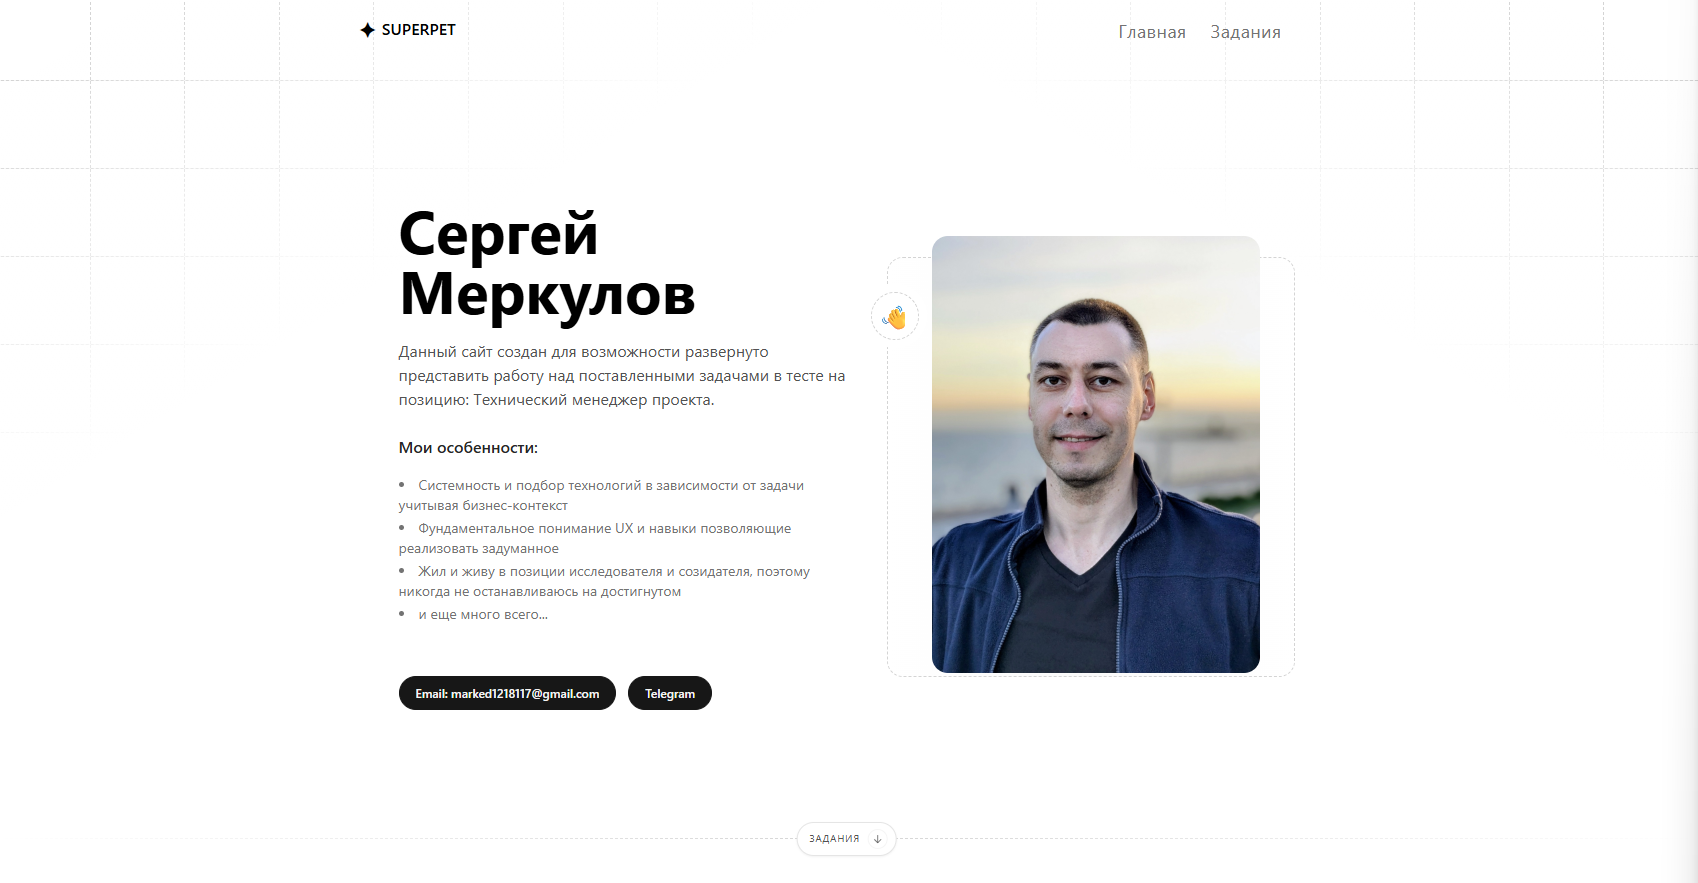 SUPERPET
Главная
Задания
Сергей
Меркулов
Данный сайт создан для возможности развернуто
представить работу над поставленными задачами в тесте на
позицию: Технический менеджер проекта.
Мои особенности:
• Системность и подбор технологий в зависимости от задачи
учитывая бизнес-контекст
• Фундаментальное понимание UX и навыки позволяющие
реализовать задуманное
• Жил и живу в позиции исследователя и созидателя, поэтому
никогда не останавливаюсь на достигнутом
• и еще много всего...
Email: marked1218117@gmail.com
Telegram
ЗАДАНИЯ